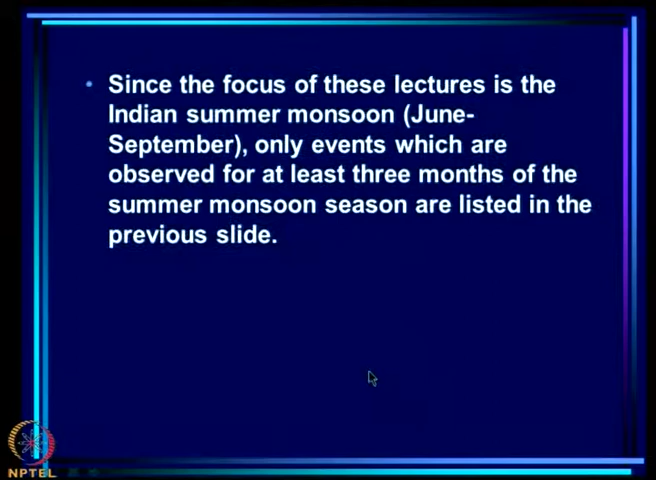 • Since the focus of these lectures is the
Indian summer monsoon (June-
September), only events which are
observed for at least three months of the
summer monsoon season are listed in the
previous slide.
NPTEL